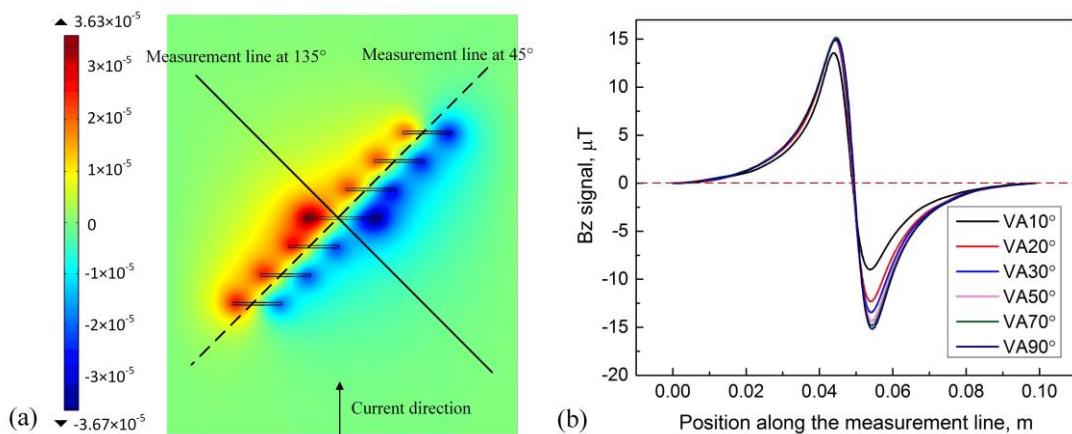 3.63×10⁻⁵
3×10⁻⁵
2×10⁻⁵
1×10⁻⁵
0
-1×10⁻⁵
-2×10⁻⁵
-3×10⁻⁵
-3.67×10⁻⁵
(a)
Measurement line at 135°
Measurement line at 45°
Current direction
(b)
Bz signal, μT
15
10
5
0
-5
-10
-15
-20
0.00
0.02
0.04
0.06
0.08
0.10
Position along the measurement line, m
VA10°
VA20°
VA30°
VA50°
VA70°
VA90°